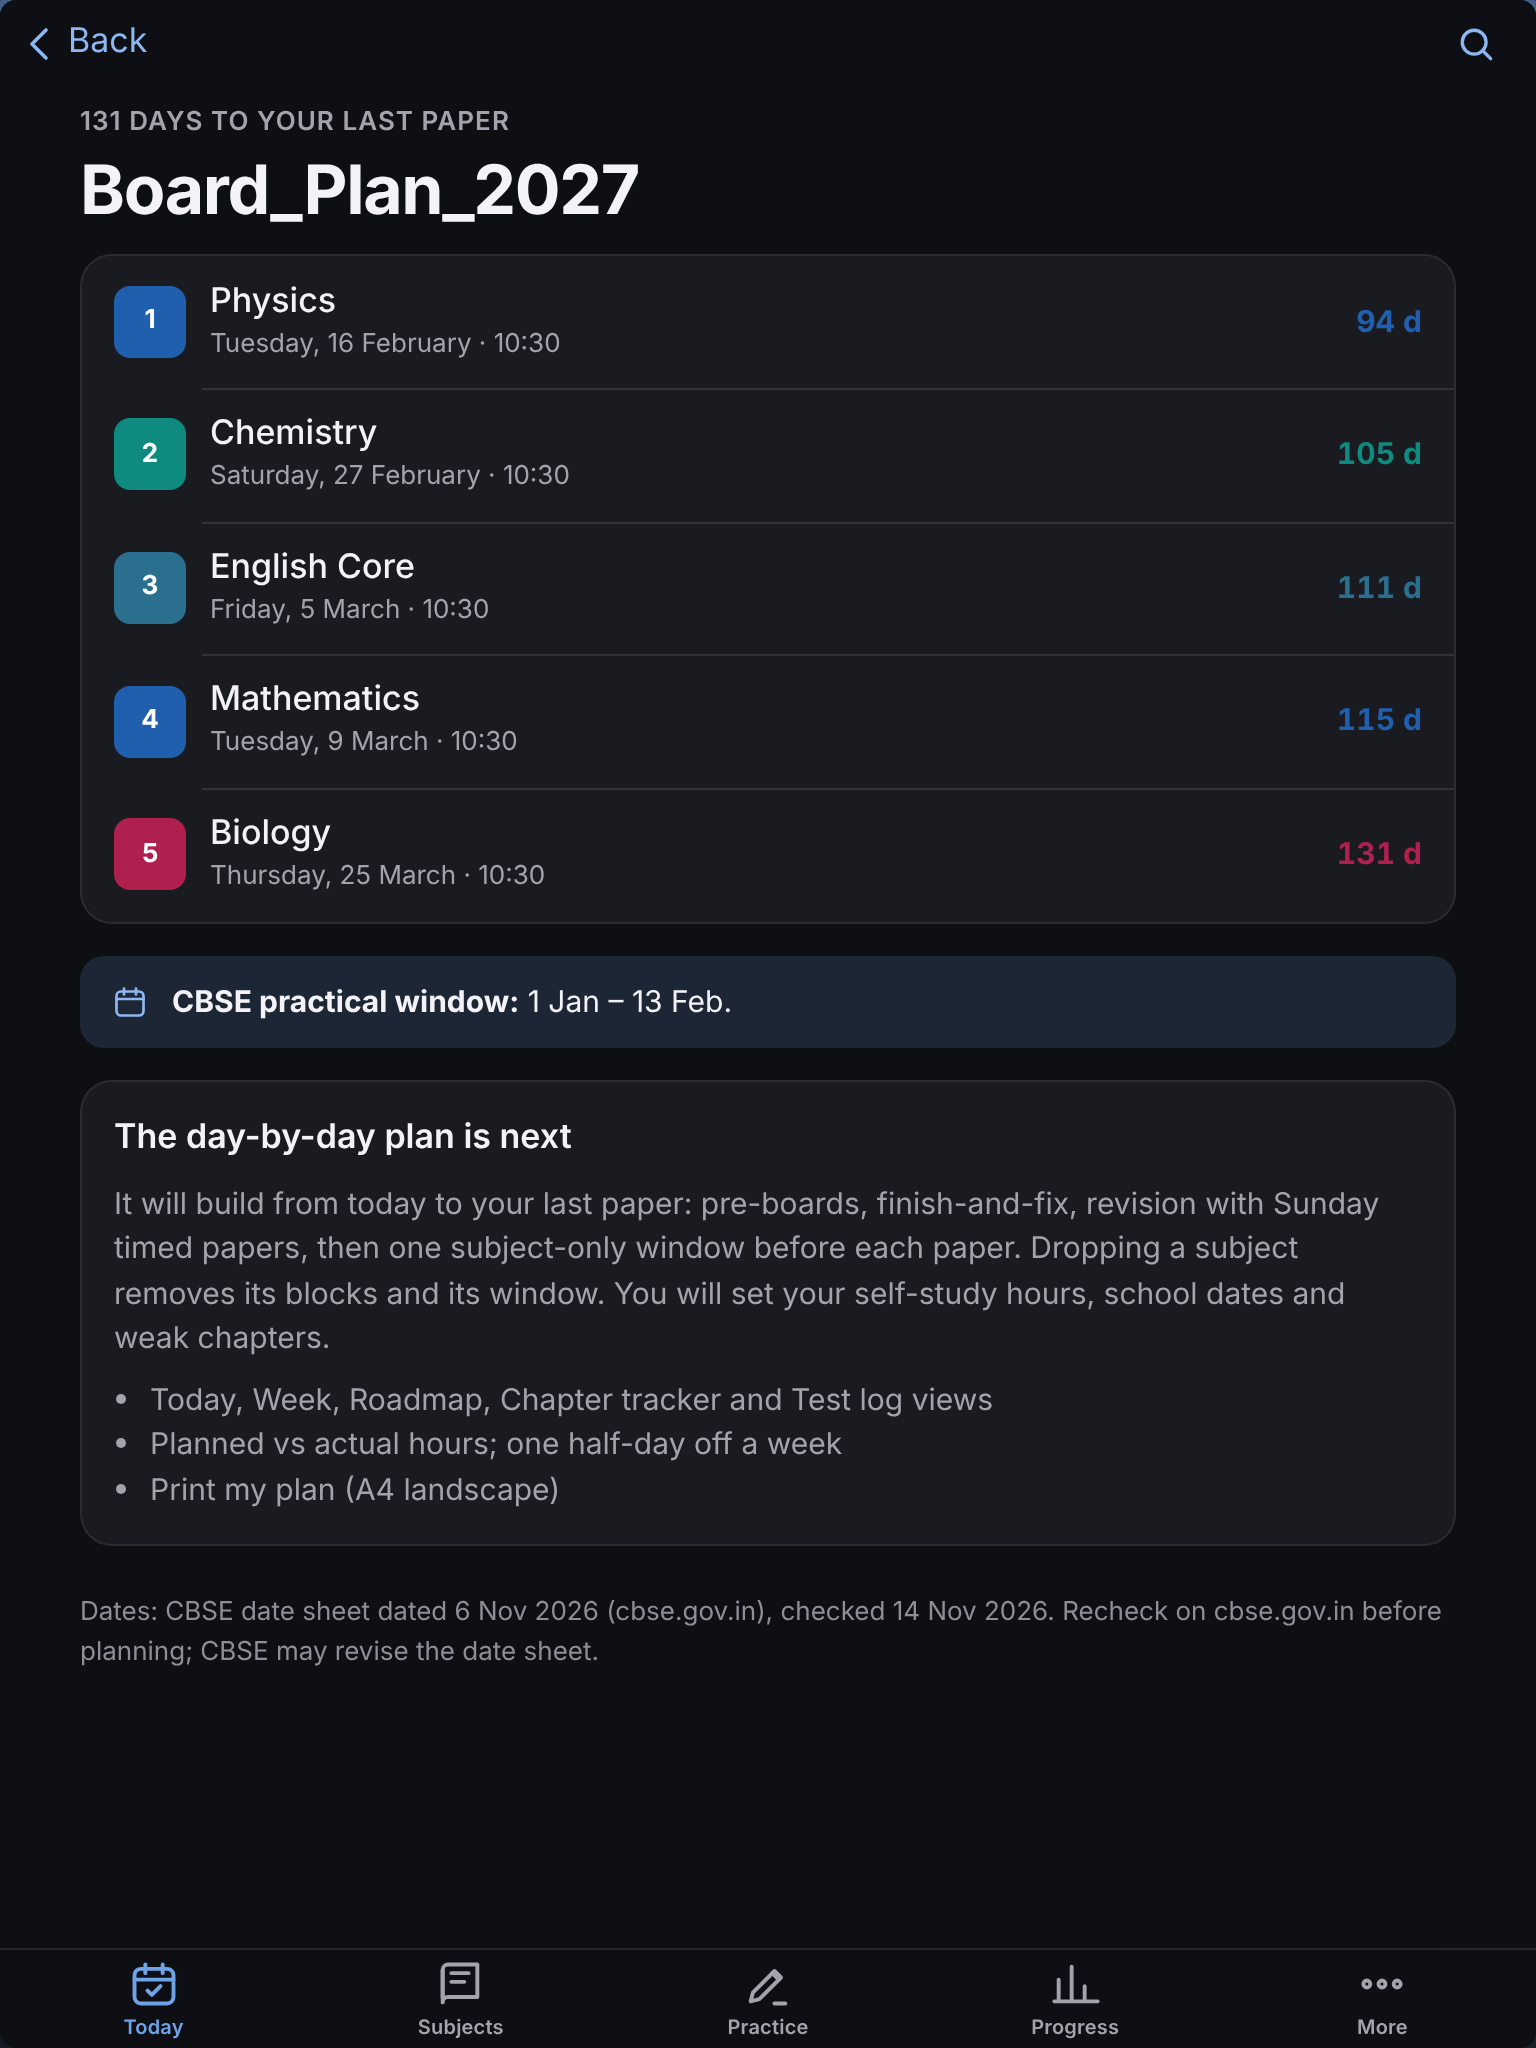 Back
131 DAYS TO YOUR LAST PAPER
Board_Plan_2027
1
Physics
Tuesday, 16 February · 10:30
94 d
2
Chemistry
Saturday, 27 February · 10:30
105 d
3
English Core
Friday, 5 March · 10:30
111 d
4
Mathematics
Tuesday, 9 March · 10:30
115 d
5
Biology
Thursday, 25 March · 10:30
131 d
CBSE practical window: 1 Jan – 13 Feb.
The day-by-day plan is next
It will build from today to your last paper: pre-boards, finish-and-fix, revision with Sunday
timed papers, then one subject-only window before each paper. Dropping a subject
removes its blocks and its window. You will set your self-study hours, school dates and
weak chapters.
• Today, Week, Roadmap, Chapter tracker and Test log views
• Planned vs actual hours; one half-day off a week
• Print my plan (A4 landscape)
Dates: CBSE date sheet dated 6 Nov 2026 (cbse.gov.in), checked 14 Nov 2026. Recheck on cbse.gov.in before
planning; CBSE may revise the date sheet.
Today
Subjects
Practice
Progress
More